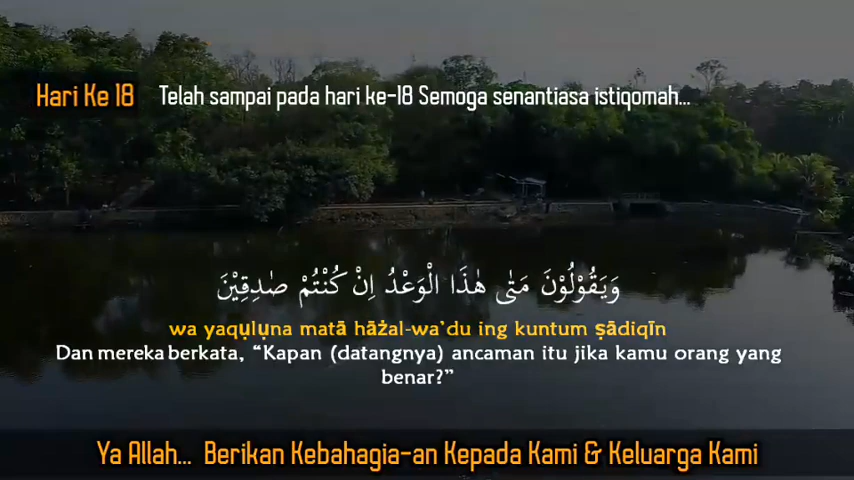 Hari Ke 18
Telah sampai pada hari ke-18 Semoga senantiasa istiqomah...
وَيَقُوْلُوْنَ مَتٰى هٰذَا الْوَعْدُ اِنْ كُنْتُمْ صٰدِقِيْنَ
wa yaqụlụna matā hāżal-wa'du ing kuntum ṣādiqīn
Dan mereka berkata, “Kapan (datangnya) ancaman itu jika kamu orang yang
benar?”
Ya Allah... Berikan Kebahagia-an Kepada Kami & Keluarga Kami